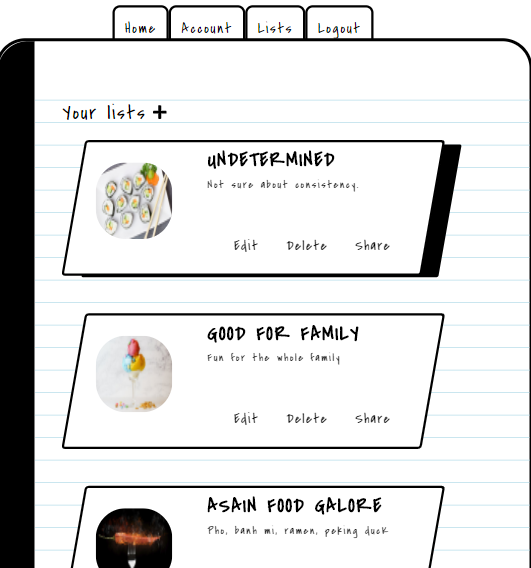 Home Account Lists Logout
Your lists +
UNDETERMINED
Not sure about consistency.
Edit Delete Share
GOOD FOR FAMILY
Fun for the whole family
Edit Delete Share
ASAIN FOOD GALORE
Pho, banh mi, ramen, peking duck